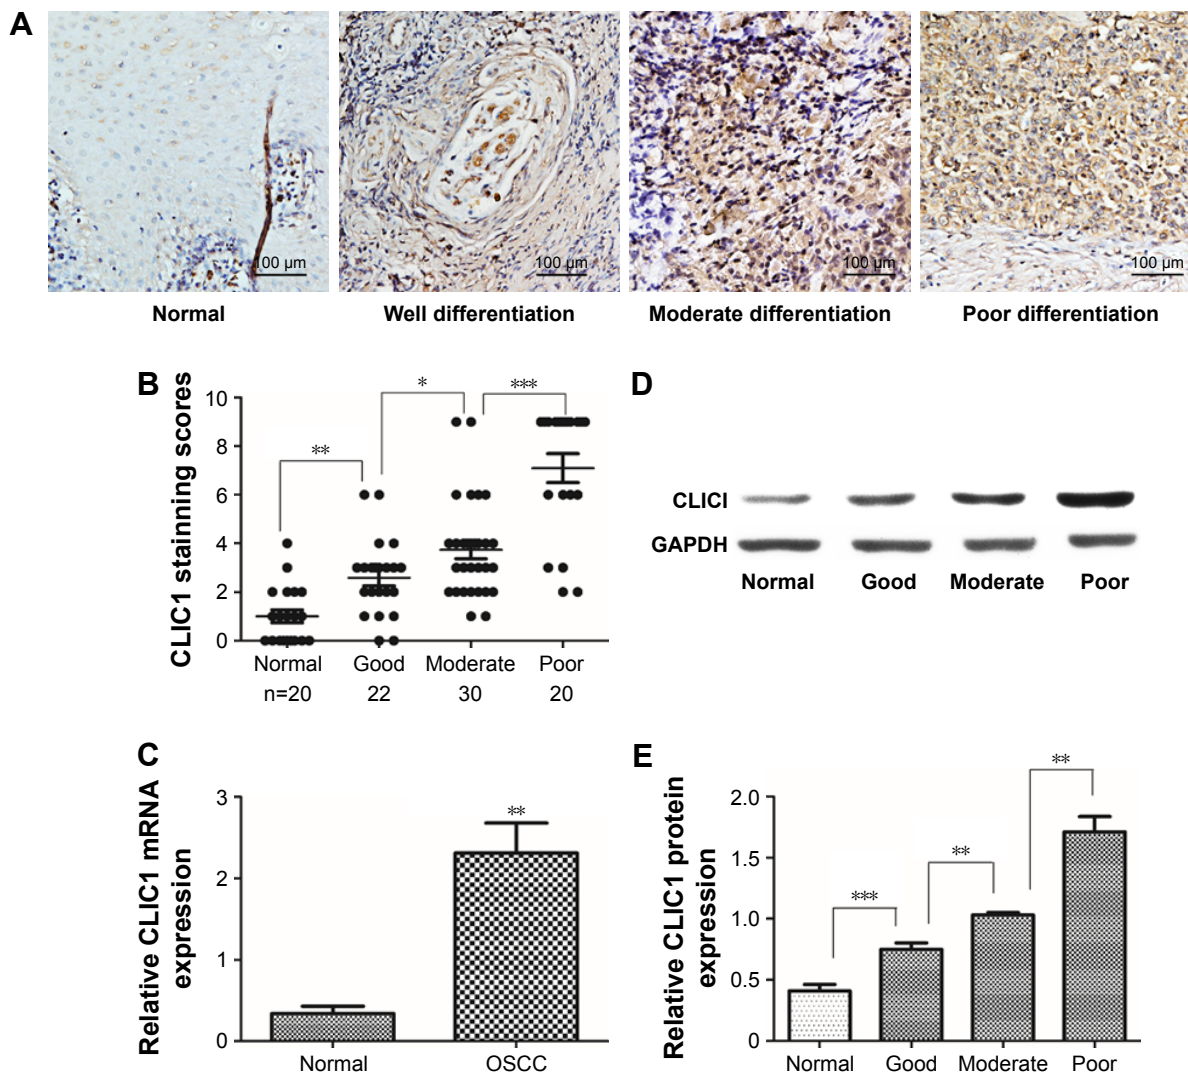 A
100 µm
100 µm
100 µm
100 µm
Normal
Well differentiation
Moderate differentiation
Poor differentiation
B
CLIC1 stainning scores
10
8
6
4
2
0
**
*
***
Normal
Good
Moderate
Poor
n=20
22
30
20
D
CLICI
GAPDH
Normal
Good
Moderate
Poor
C
Relative CLIC1 mRNA
expression
3
2
1
0
**
Normal
OSCC
E
Relative CLIC1 protein
expression
2.0
1.5
1.0
0.5
0
***
**
**
Normal
Good
Moderate
Poor